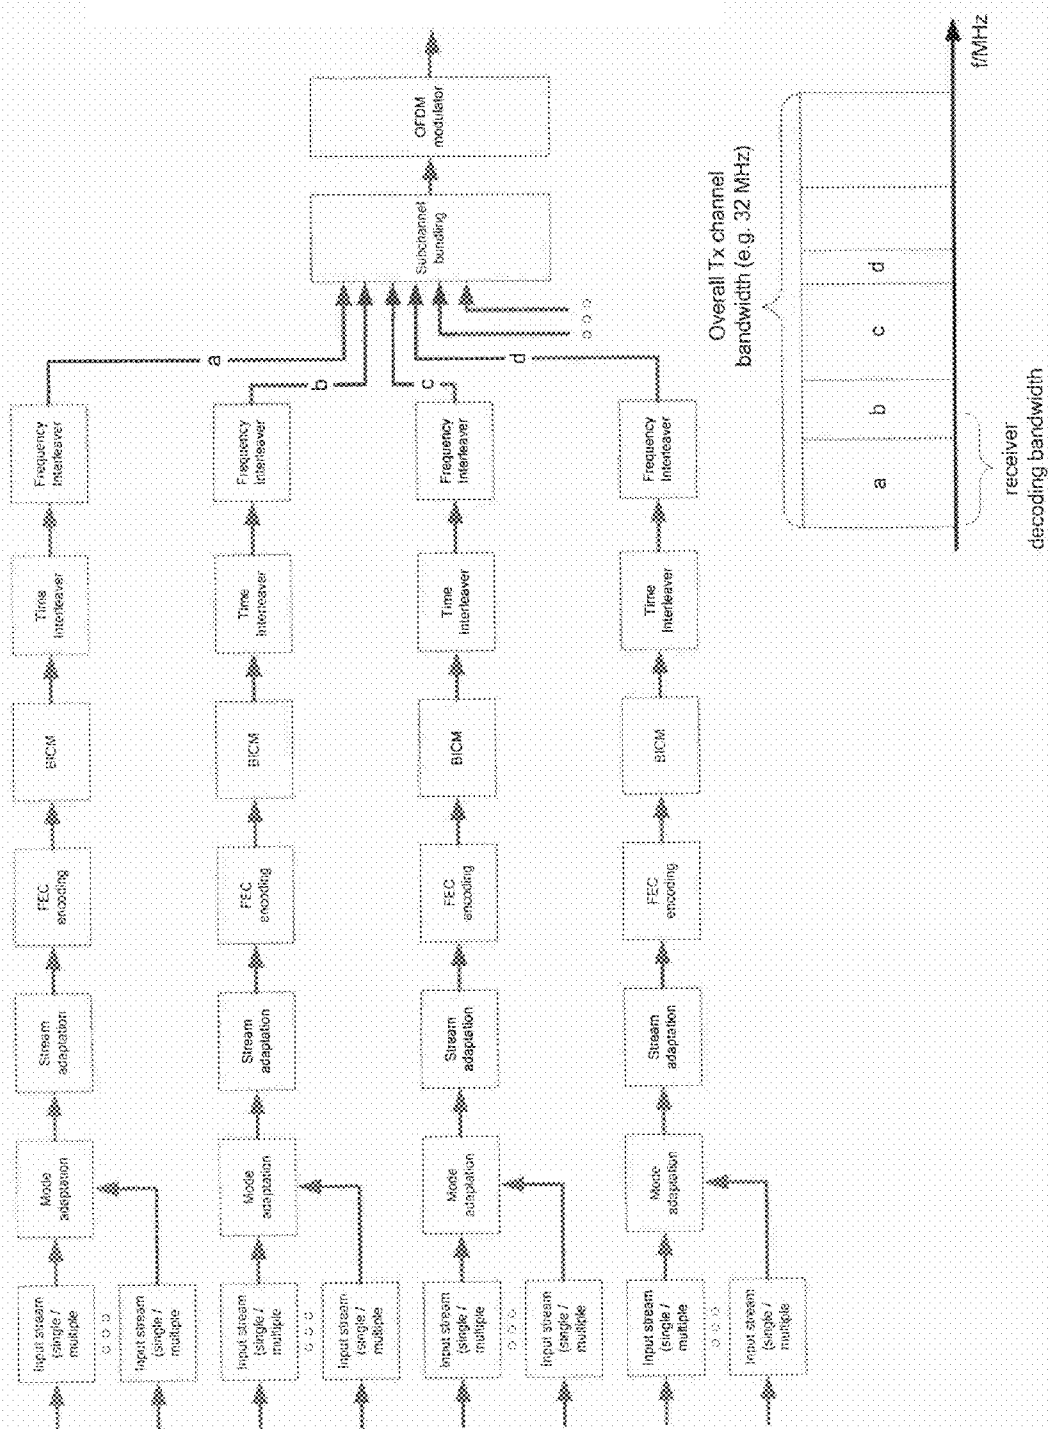 Input stream
(single /
multiple
Mode
adaptation
Stream
adaptation
FEC
encoding
BICM
Time
Interleaver
Frequency
Interleaver
a
Input stream
(single /
multiple
Input stream
(single /
multiple
Mode
adaptation
Stream
adaptation
FEC
encoding
BICM
Time
Interleaver
Frequency
Interleaver
b
Input stream
(single /
multiple
Subchannel
bundling
OFDM
modulator
Input stream
(single /
multiple
Mode
adaptation
Stream
adaptation
FEC
encoding
BICM
Time
Interleaver
Frequency
Interleaver
c
Input stream
(single /
multiple
Input stream
(single /
multiple
Mode
adaptation
Stream
adaptation
FEC
encoding
BICM
Time
Interleaver
Frequency
Interleaver
d
Input stream
(single /
multiple
Overall Tx channel
bandwidth (e.g. 32 MHz)
a
b
c
d
f/MHz
receiver
decoding bandwidth